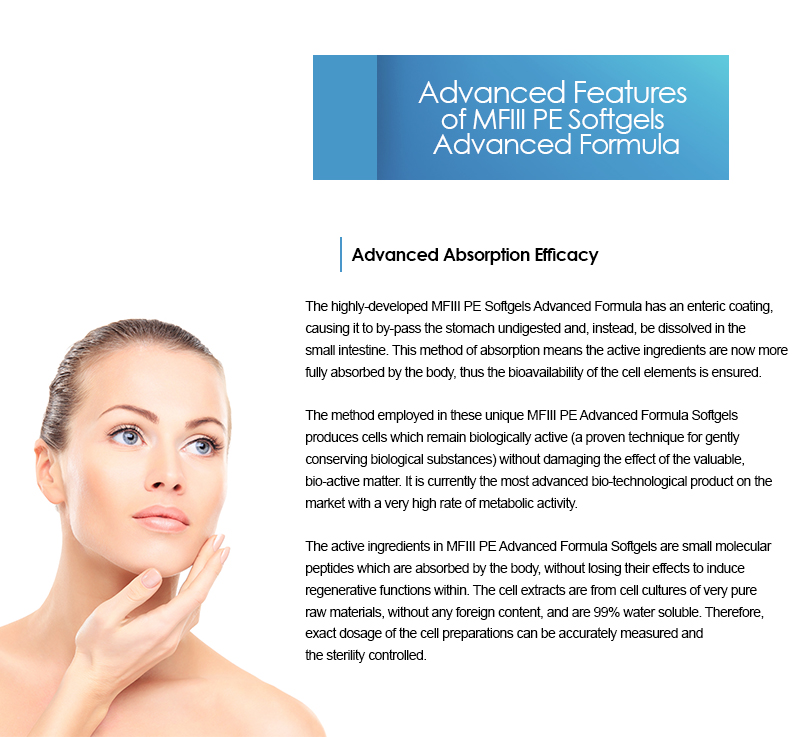 Advanced Features
of MFIII PE Softgels
Advanced Formula
Advanced Absorption Efficacy
The highly-developed MFIII PE Softgels Advanced Formula has an enteric coating,
causing it to by-pass the stomach undigested and, instead, be dissolved in the
small intestine. This method of absorption means the active ingredients are now more
fully absorbed by the body, thus the bioavailability of the cell elements is ensured.
The method employed in these unique MFIII PE Advanced Formula Softgels
produces cells which remain biologically active (a proven technique for gently
conserving biological substances) without damaging the effect of the valuable,
bio-active matter. It is currently the most advanced bio-technological product on the
market with a very high rate of metabolic activity.
The active ingredients in MFIII PE Advanced Formula Softgels are small molecular
peptides which are absorbed by the body, without losing their effects to induce
regenerative functions within. The cell extracts are from cell cultures of very pure
raw materials, without any foreign content, and are 99% water soluble. Therefore,
exact dosage of the cell preparations can be accurately measured and
the sterility controlled.